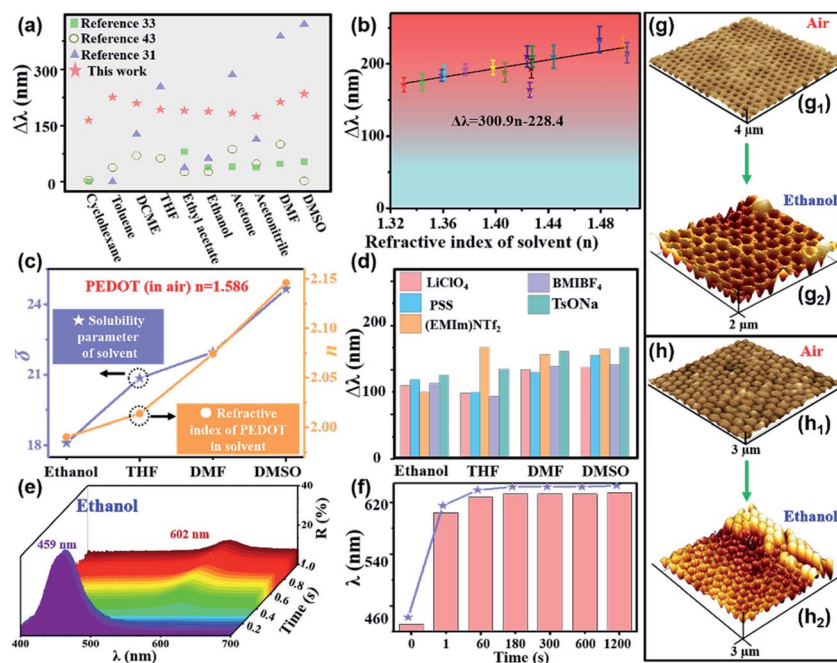 (a)
Reference 33
Reference 43
Reference 31
This work
Δλ (nm)
450
300
150
0
Cyclohexane
Toluene
DCME
THF
Ethyl acetate
Ethanol
Acetone
Acetonitrile
DMF
DMSO
(b)
Δλ (nm)
300
200
100
0
Δλ=300.9n-228.4
1.32
1.36
1.40
1.44
1.48
Refractive index of solvent (n)
(c)
PEDOT (in air) n=1.586
24
21
18
Solubility
parameter
of solvent
Refractive
index of PEDOT
in solvent
2.15
2.10
2.05
2.00
n
Ethanol
THF
DMF
DMSO
(d)
LiClO₄
PSS
(EMIm)NTf₂
BMIBF₄
TsONa
Δλ (nm)
200
100
0
Ethanol
THF
DMF
DMSO
(e)
Ethanol
459 nm
602 nm
40
20
R (%)
1.0
0.8
0.6
0.4
0.2
Time (s)
400
500
600
700
λ (nm)
(f)
λ (nm)
620
540
460
0
1
60
180
300
600
1200
Time (s)
(g)
Air
(g₁)
4 μm
Ethanol
(g₂)
2 μm
(h)
Air
(h₁)
3 μm
Ethanol
(h₂)
3 μm